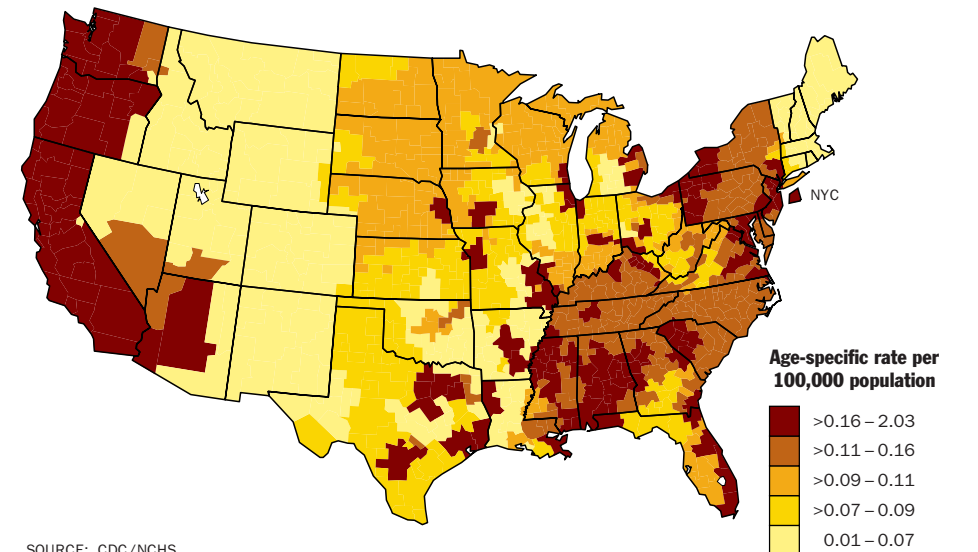 NYC
Age-specific rate per
100,000 population
>0.16 – 2.03
>0.11 – 0.16
>0.09 – 0.11
>0.07 – 0.09
0.01 – 0.07
SOURCE: CDC/NCHS